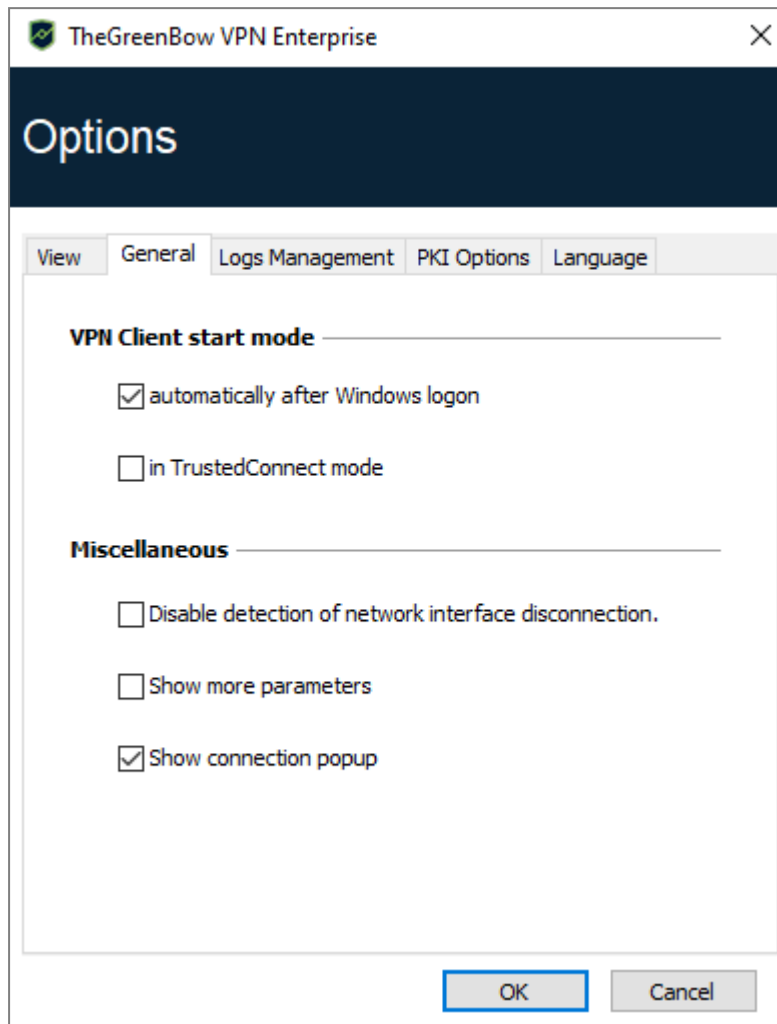 TheGreenBow VPN Enterprise
Options
View General Logs Management PKI Options Language
VPN Client start mode
automatically after Windows logon
in TrustedConnect mode
Miscellaneous
Disable detection of network interface disconnection.
Show more parameters
Show connection popup
OK Cancel